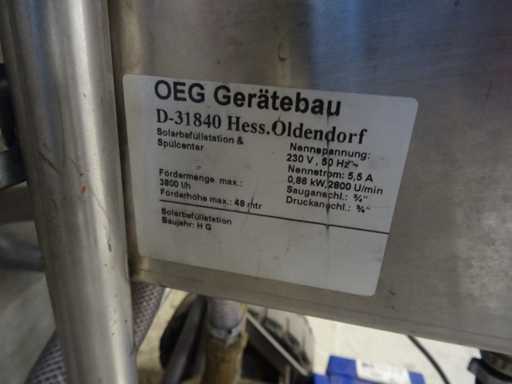 OEG Gerätebau
D-31840 Hess.Oldendorf
Solarbefüllstation &
Spülcenter
Fördermenge max.:
3800 l/h
Förderhöhe max.: 48 mtr
Nennspannung:
230 V, 50 Hz~
Nennstrom: 5,5 A
0,86 kW,2800 U/min
Sauganschl.: ¾"
Druckanschl.: ¾"
Solarbefüllstation
Baujahr: H G